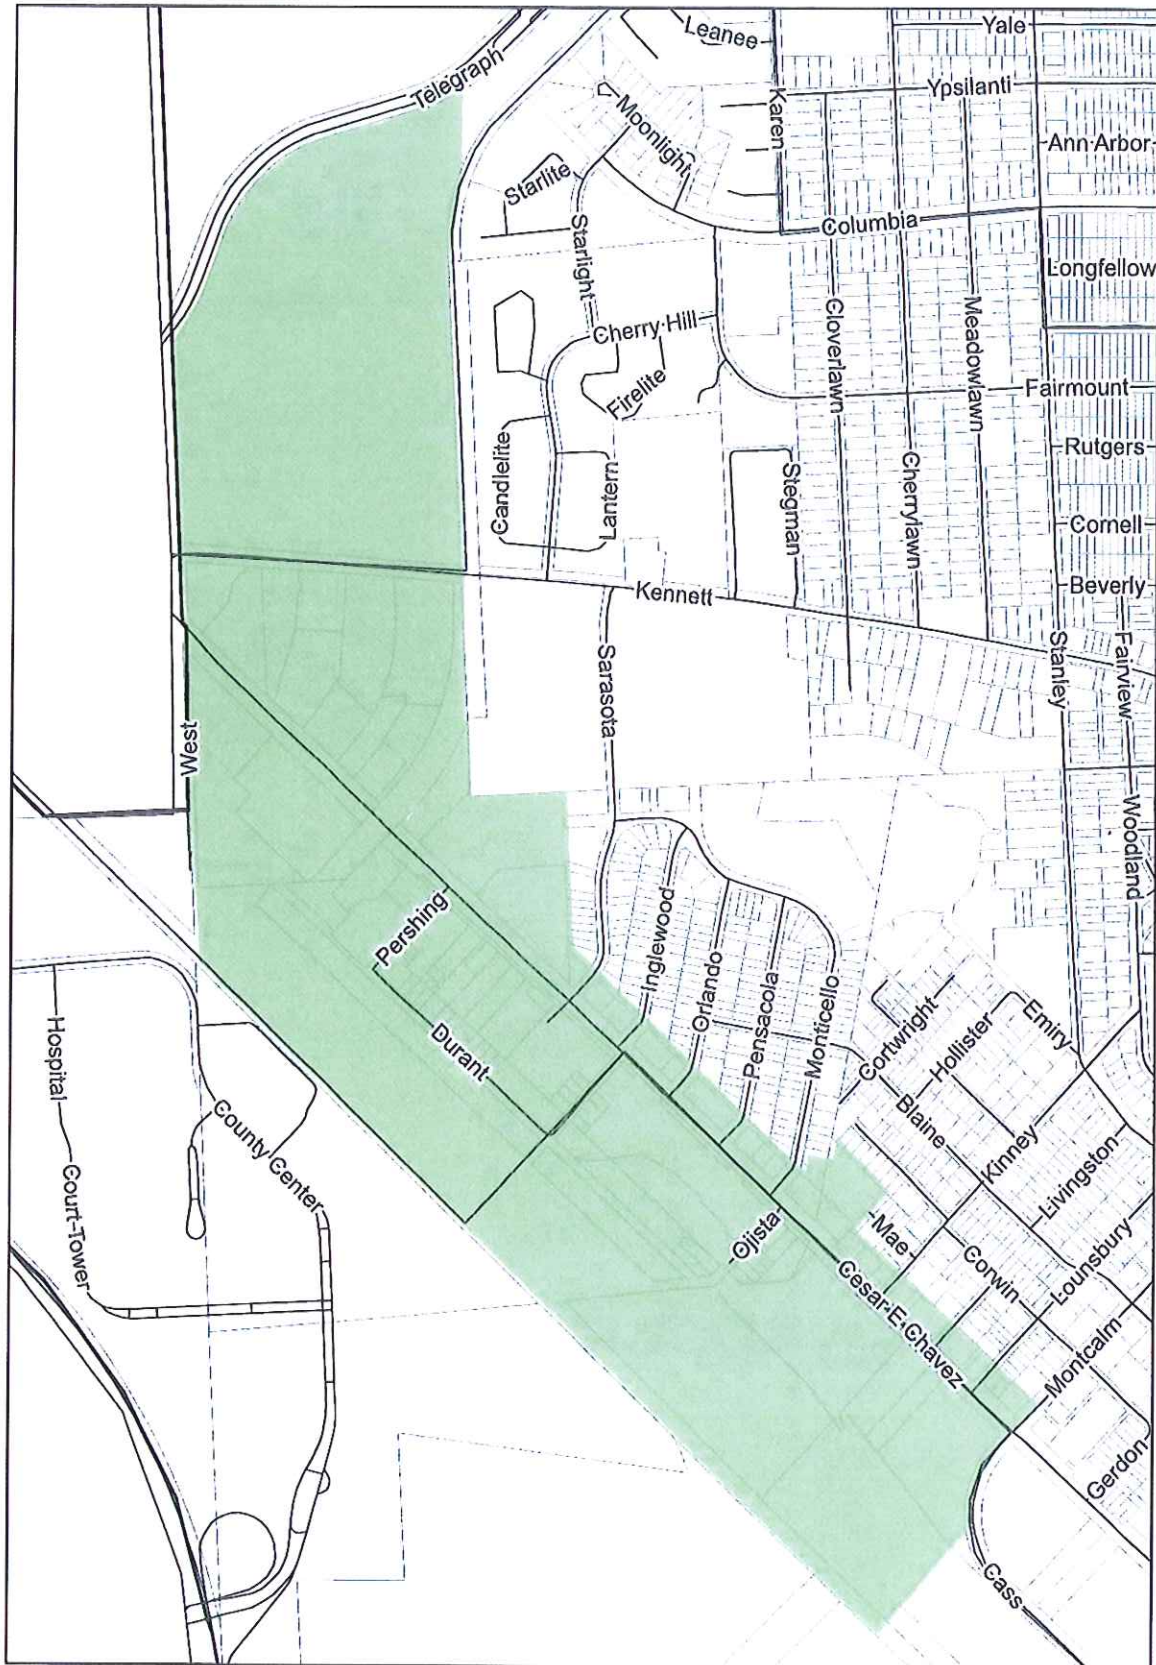 Leanee
Yale
Telegraph
Ypsilanti
Karen
Moonlight
Ann Arbor
Starlite
Columbia
Starlight
Longfellow
Cherry Hill
Cloverlawn
Meadowlawn
Firelite
Fairmount
Candlelite
Lantern
Stegman
Cherrylawn
Rutgers
Cornell
Kennett
Beverly
Sarasota
Stanley
Fairview
West
Woodland
Pershing
Inglewood
Orlando
Pensacola
Monticello
Cortwright
Hollister
Emiry
Durant
Blaine
Kinney
Livingston
Hospital
County Center
Court Tower
Ojista
Mae
Corwin
Lounsbury
Cesar E Chavez
Montcalm
Gerdon
Cass